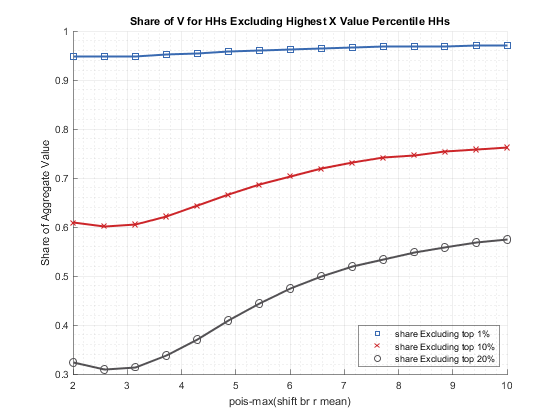 Share of V for HHs Excluding Highest X Value Percentile HHs
1
0.9
0.8
0.7
0.6
0.5
0.4
0.3
Share of Aggregate Value
2 3 4 5 6 7 8 9 10
pois-max(shift br r mean)
share Excluding top 1%
share Excluding top 10%
share Excluding top 20%